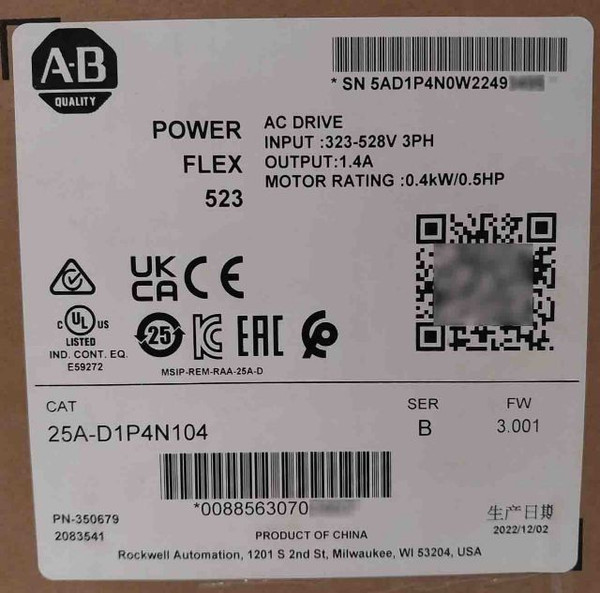 A-B
QUALITY
* SN 5AD1P4N0W2249
POWER
FLEX
523
AC DRIVE
INPUT :323-528V 3PH
OUTPUT:1.4A
MOTOR RATING :0.4kW/0.5HP
UK
CA
CE
C UL US
LISTED
IND. CONT. EQ.
E59272
25
EAC
MSIP-REM-RAA-25A-D
CAT
25A-D1P4N104
SER
B
FW
3.001
*0088563070
PN-350679
2083541
生产日期
2022/12/02
PRODUCT OF CHINA
Rockwell Automation, 1201 S 2nd St, Milwaukee, WI 53204, USA